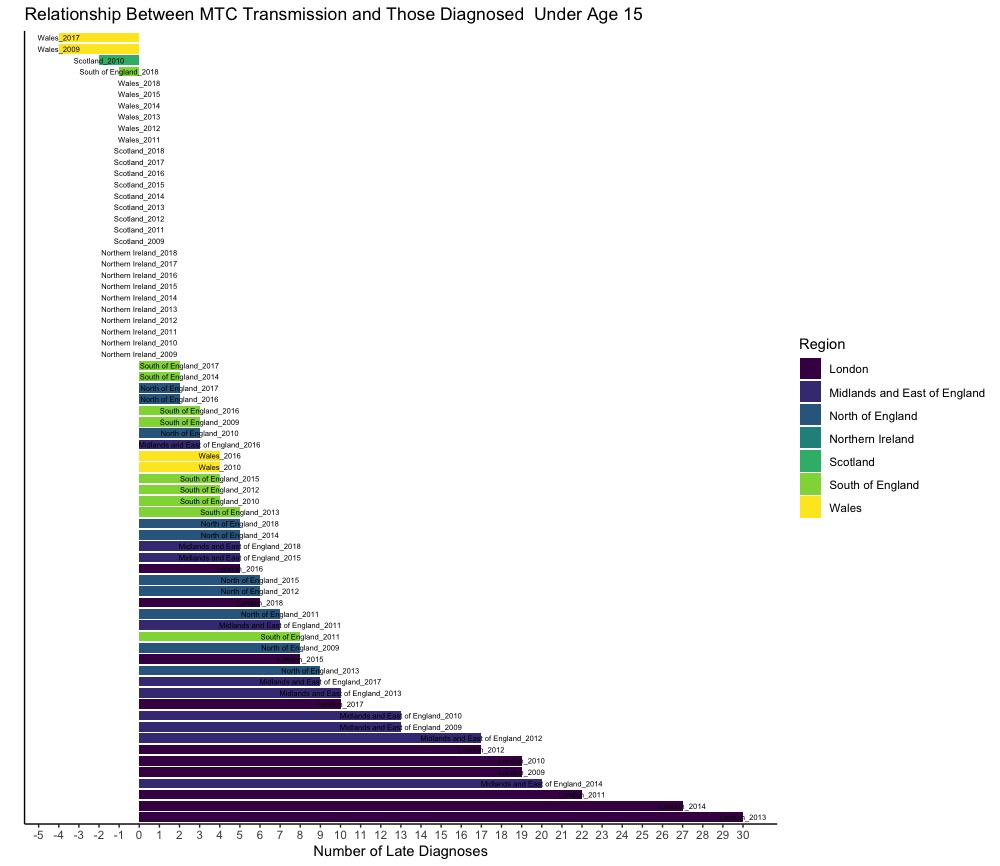 Relationship Between MTC Transmission and Those Diagnosed  Under Age 15
Wales_2017
Wales_2009
Scotland_2010
South of England_2018
Wales_2018
Wales_2015
Wales_2014
Wales_2013
Wales_2012
Wales_2011
Scotland_2018
Scotland_2017
Scotland_2016
Scotland_2015
Scotland_2014
Scotland_2013
Scotland_2012
Scotland_2011
Scotland_2009
Northern Ireland_2018
Northern Ireland_2017
Northern Ireland_2016
Northern Ireland_2015
Northern Ireland_2014
Northern Ireland_2013
Northern Ireland_2012
Northern Ireland_2011
Northern Ireland_2010
Northern Ireland_2009
South of England_2017
South of England_2014
North of England_2017
North of England_2016
South of England_2016
South of England_2009
North of England_2010
Midlands and East of England_2016
Wales_2016
Wales_2010
South of England_2015
South of England_2012
South of England_2010
South of England_2013
North of England_2018
North of England_2014
Midlands and East of England_2018
Midlands and East of England_2015
London_2016
North of England_2015
North of England_2012
London_2018
North of England_2011
Midlands and East of England_2011
South of England_2011
North of England_2009
London_2015
North of England_2013
Midlands and East of England_2017
Midlands and East of England_2013
London_2017
Midlands and East of England_2010
Midlands and East of England_2009
Midlands and East of England_2012
London_2012
London_2010
London_2009
Midlands and East of England_2014
London_2011
London_2014
London_2013
-5 -4 -3 -2 -1 0 1 2 3 4 5 6 7 8 9 10 11 12 13 14 15 16 17 18 19 20 21 22 23 24 25 26 27 28 29 30
Number of Late Diagnoses
Region
London
Midlands and East of England
North of England
Northern Ireland
Scotland
South of England
Wales